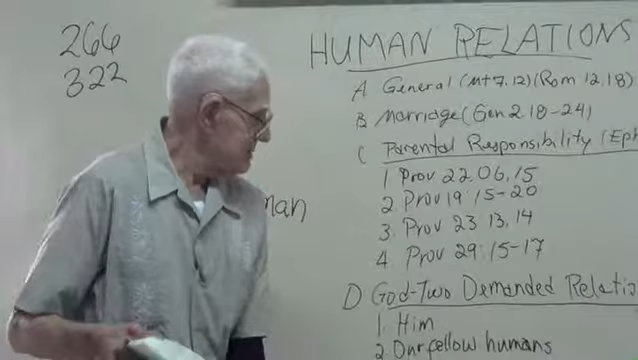 266
322
HUMAN RELATIONS
A General (Mt 7.12) (Rom 12,18)
B Marriage (Gen 2.18-24)
C Parental Responsibility (Eph
1 Prov 22.06,15
2. Prov 19:15-20
3. Prov 23 13,14
4. Prov 29:15-17
man
D God-Two Demanded Relatio
1. Him
2 Our fellow humans